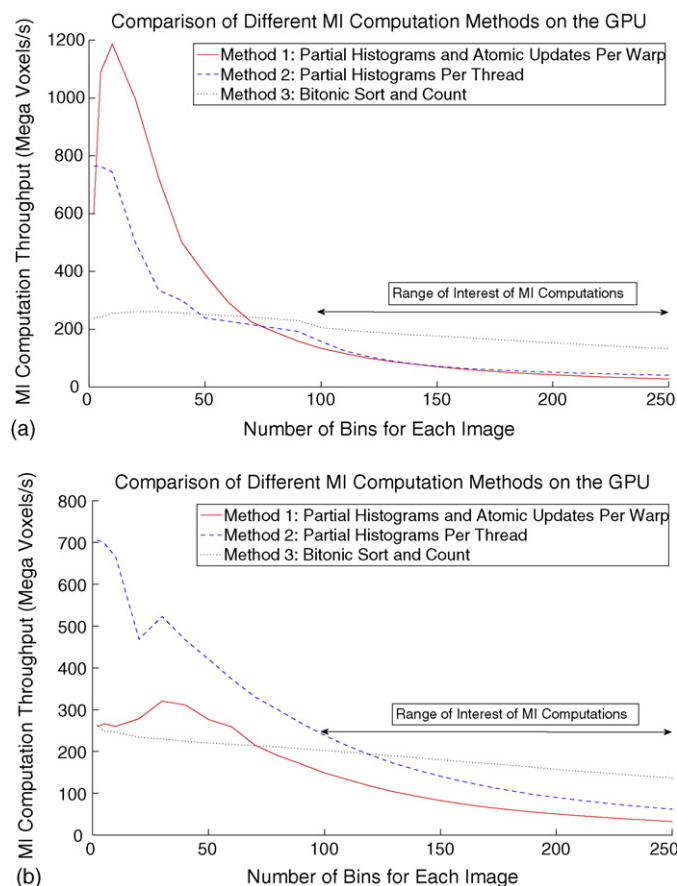 Comparison of Different MI Computation Methods on the GPU
MI Computation Throughput (Mega Voxels/s)
1200
1000
800
600
400
200
0
Method 1: Partial Histograms and Atomic Updates Per Warp
Method 2: Partial Histograms Per Thread
Method 3: Bitonic Sort and Count
Range of Interest of MI Computations
0 50 100 150 200 250
(a)
Number of Bins for Each Image
Comparison of Different MI Computation Methods on the GPU
MI Computation Throughput (Mega Voxels/s)
800
700
600
500
400
300
200
100
0
Method 1: Partial Histograms and Atomic Updates Per Warp
Method 2: Partial Histograms Per Thread
Method 3: Bitonic Sort and Count
Range of Interest of MI Computations
0 50 100 150 200 250
(b)
Number of Bins for Each Image